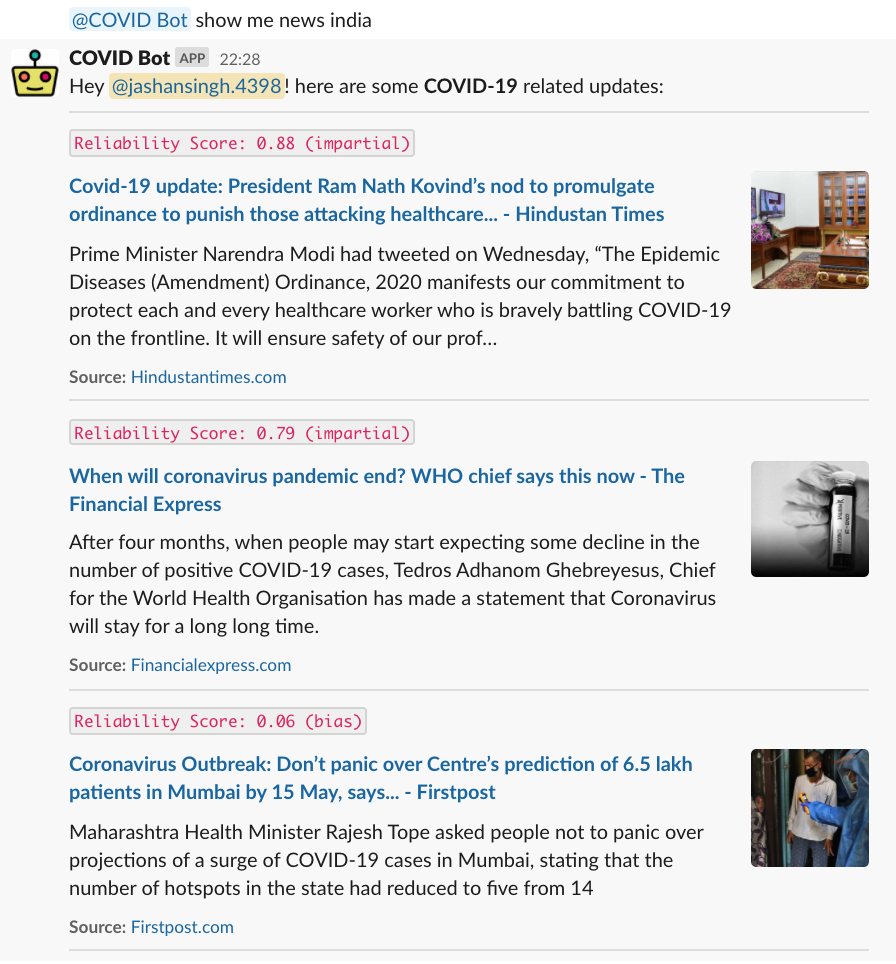 @COVID Bot show me news india
COVID Bot APP 22:28
Hey @jashansingh.4398! here are some COVID-19 related updates:
Reliability Score: 0.88 (impartial)
Covid-19 update: President Ram Nath Kovind’s nod to promulgate
ordinance to punish those attacking healthcare... - Hindustan Times
Prime Minister Narendra Modi had tweeted on Wednesday, “The Epidemic
Diseases (Amendment) Ordinance, 2020 manifests our commitment to
protect each and every healthcare worker who is bravely battling COVID-19
on the frontline. It will ensure safety of our prof…
Source: Hindustantimes.com
Reliability Score: 0.79 (impartial)
When will coronavirus pandemic end? WHO chief says this now - The
Financial Express
After four months, when people may start expecting some decline in the
number of positive COVID-19 cases, Tedros Adhanom Ghebreyesus, Chief
for the World Health Organisation has made a statement that Coronavirus
will stay for a long long time.
Source: Financialexpress.com
Reliability Score: 0.06 (bias)
Coronavirus Outbreak: Don’t panic over Centre’s prediction of 6.5 lakh
patients in Mumbai by 15 May, says... - Firstpost
Maharashtra Health Minister Rajesh Tope asked people not to panic over
projections of a surge of COVID-19 cases in Mumbai, stating that the
number of hotspots in the state had reduced to five from 14
Source: Firstpost.com